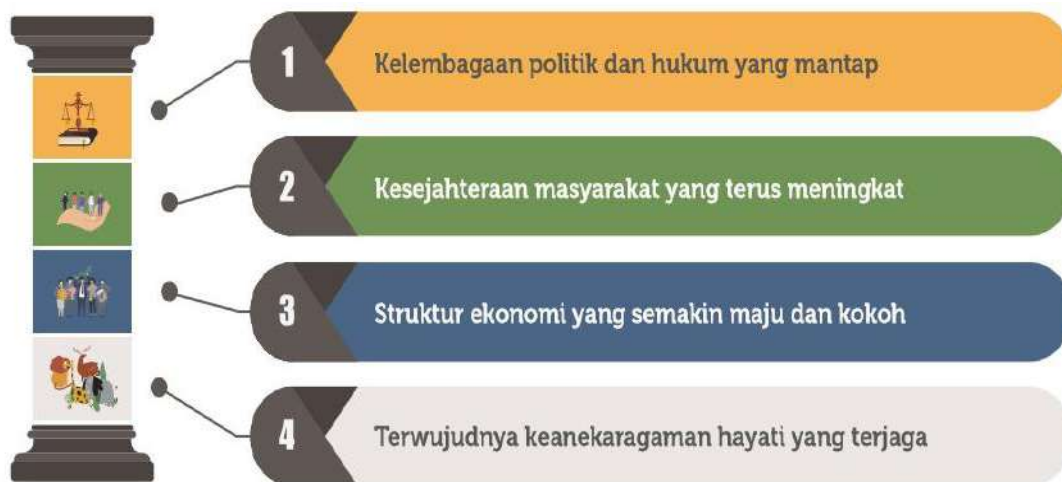 1
Kelembagaan politik dan hukum yang mantap
2
Kesejahteraan masyarakat yang terus meningkat
3
Struktur ekonomi yang semakin maju dan kokoh
4
Terwujudnya keanekaragaman hayati yang terjaga